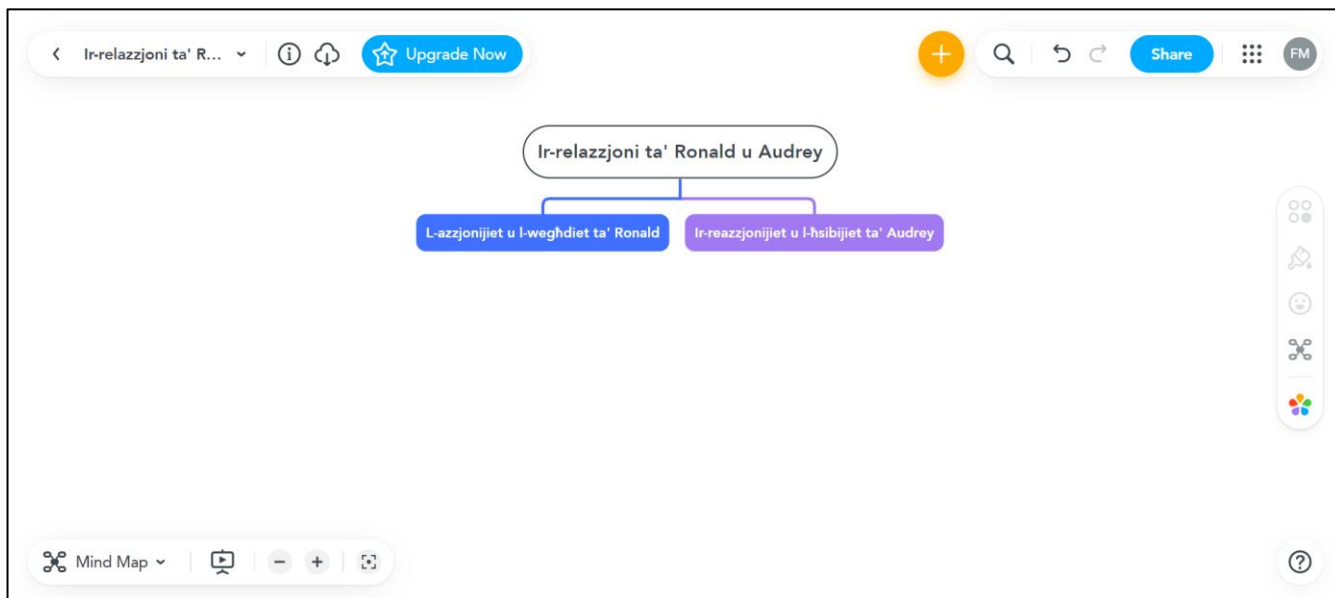 Ir-relazzjoni ta' R...
Upgrade Now
Share
FM
Ir-relazzjoni ta' Ronald u Audrey
L-azzjonijiet u l-wegħdiet ta' Ronald
Ir-reazzjonijiet u l-ħsibijiet ta' Audrey
Mind Map